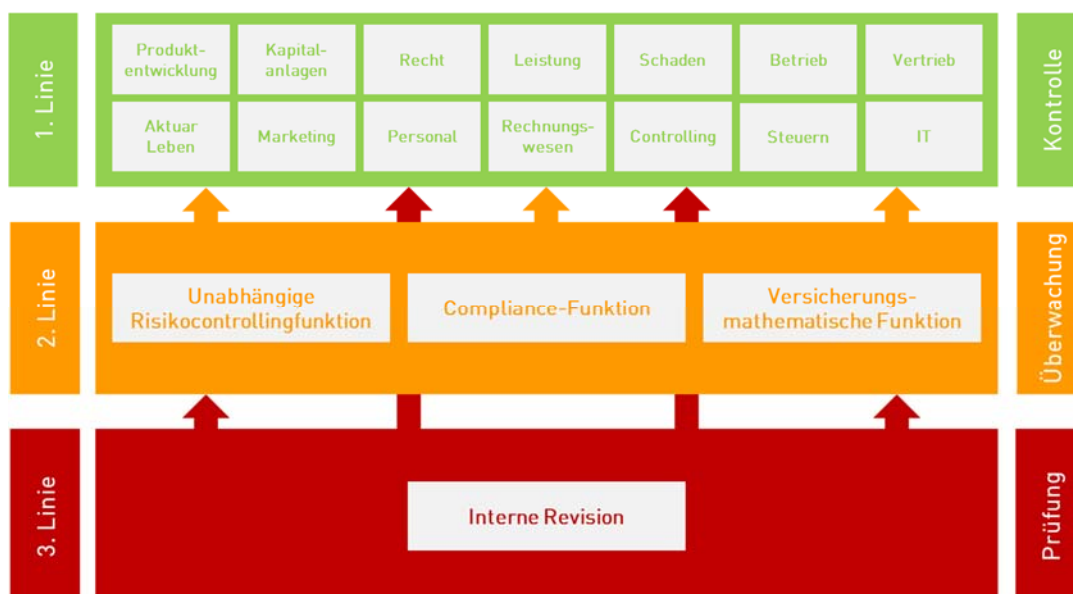 1. Linie
Produkt-
entwicklung
Kapital-
anlagen
Recht
Leistung
Schaden
Betrieb
Vertrieb
Aktuar
Leben
Marketing
Personal
Rechnungs-
wesen
Controlling
Steuern
IT
Kontrolle
2. Linie
Unabhängige
Risikocontrollingfunktion
Compliance-Funktion
Versicherungs-
mathematische Funktion
Überwachung
3. Linie
Interne Revision
Prüfung